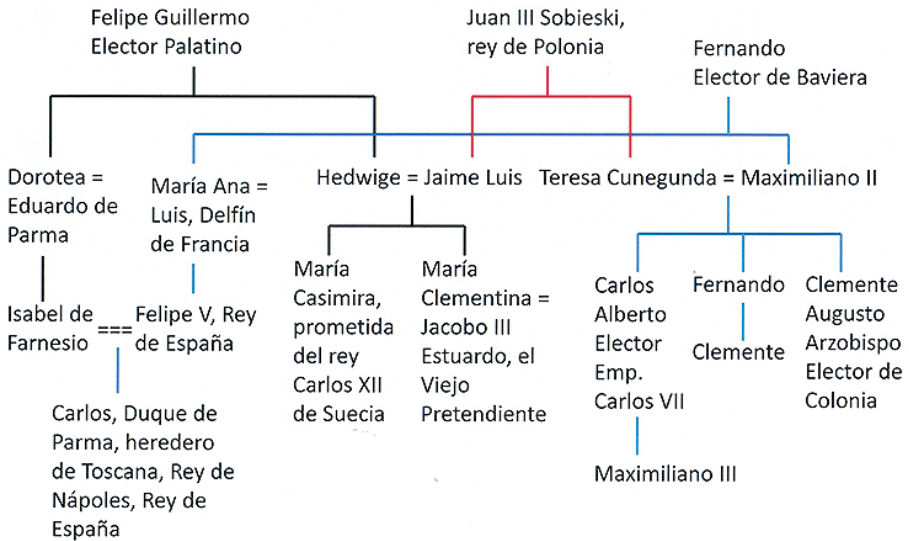 Felipe Guillermo
Elector Palatino
Juan III Sobieski,
rey de Polonia
Fernando
Elector de Baviera
Dorotea =
Eduardo de
Parma
María Ana =
Luis, Delfín
de Francia
Hedwige = Jaime Luis
Teresa Cunegunda = Maximiliano II
Isabel de
Farnesio
===
Felipe V, Rey
de España
María
Casimira,
prometida
del rey
Carlos XII
de Suecia
María
Clementina =
Jacobo III
Estuardo, el
Viejo
Pretendiente
Carlos
Alberto
Elector
Emp.
Carlos VII
Fernando
Clemente
Clemente
Augusto
Arzobispo
Elector de
Colonia
Carlos, Duque de
Parma, heredero
de Toscana, Rey de
Nápoles, Rey de
España
Maximiliano III